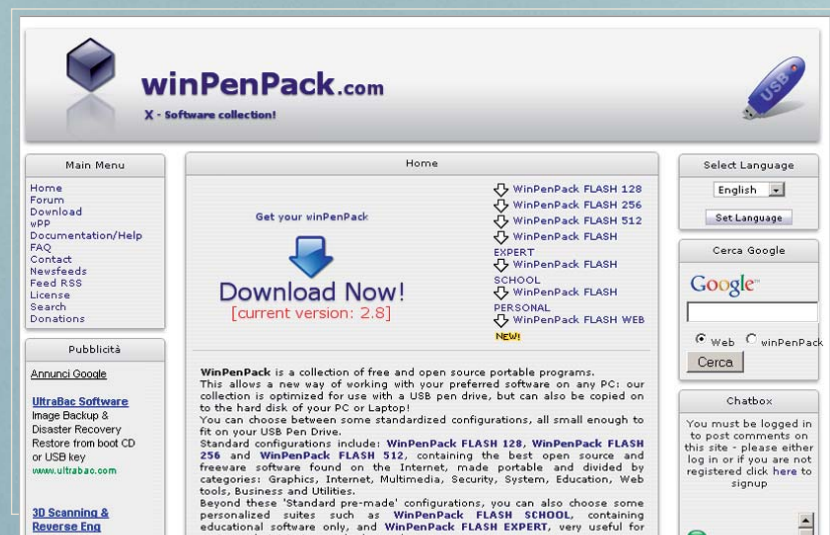 winPenPack.com
X - Software collection!
USB
Main Menu
Home
Forum
Download
wPP
Documentation/Help
FAQ
Contact
Newsfeeds
Feed RSS
License
Search
Donations
Pubblicità
Annunci Google
UltraBac Software
Image Backup &
Disaster Recovery
Restore from boot CD
or USB key
www.ultrabac.com
3D Scanning &
Reverse Eng
Home
Get your winPenPack
Download Now!
[current version: 2.8]
WinPenPack FLASH 128
WinPenPack FLASH 256
WinPenPack FLASH 512
WinPenPack FLASH
EXPERT
WinPenPack FLASH
SCHOOL
WinPenPack FLASH
PERSONAL
WinPenPack FLASH WEB
NEW!
WinPenPack is a collection of free and open source portable programs.
This allows a new way of working with your preferred software on any PC: our
collection is optimized for use with a USB pen drive, but can also be copied on
to the hard disk of your PC or Laptop!
You can choose between some standardized configurations, all small enough to
fit on your USB Pen Drive.
Standard configurations include: WinPenPack FLASH 128, WinPenPack FLASH
256 and WinPenPack FLASH 512, containing the best open source and
freeware software found on the Internet, made portable and divided by
categories: Graphics, Internet, Multimedia, Security, System, Education, Web
tools, Business and Utilities.
Beyond these 'Standard pre-made' configurations, you can also choose some
personalized suites such as WinPenPack FLASH SCHOOL, containing
educational software only, and WinPenPack FLASH EXPERT, very useful for
Select Language
English
Set Language
Cerca Google
Google™
Web winPenPack
Cerca
Chatbox
You must be logged in
to post comments on
this site - please either
log in or if you are not
registered click here to
signup